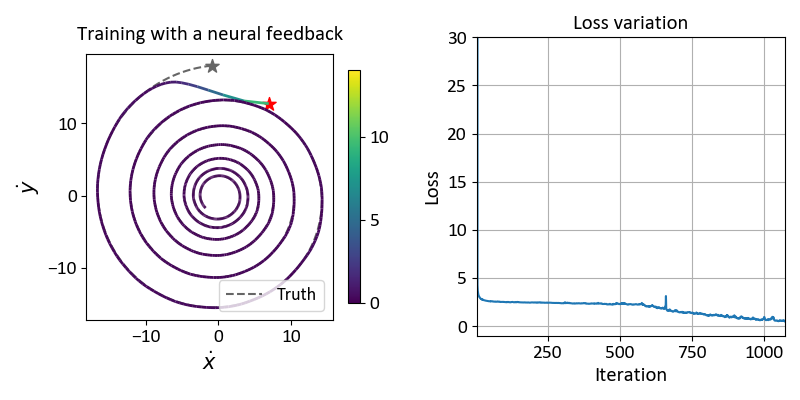 Training with a neural feedback
10
0
−10
ẏ
−10
0
10
ẋ
Truth
10
5
0
Loss variation
30
25
20
15
10
5
0
Loss
250
500
750
1000
Iteration